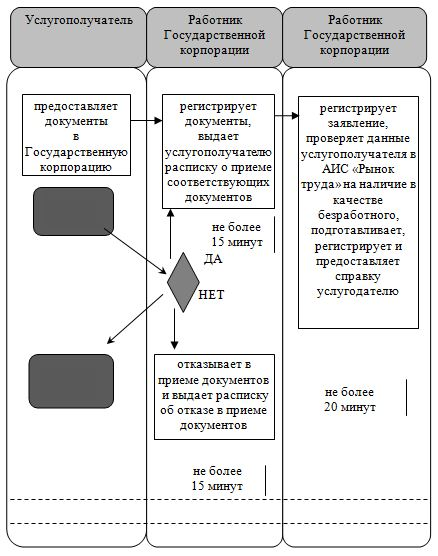 Услугополучатель
Работник
Государственной
корпорации
Работник
Государственной
корпорации
предоставляет
документы
в
Государственную
корпорацию
регистрирует
документы,
выдает
услугополучателю
расписку о приеме
соответствующих
документов
регистрирует
заявление,
проверяет данные
услугополучателя в
АИС «Рынок
труда» на наличие в
качестве
безработного,
подготавливает,
регистрирует и
предоставляет
справку
услугодателю
не более
15 минут
ДА
НЕТ
отказывает в
приеме документов
и выдает расписку
об отказе в приеме
документов
не более
20 минут
не более
15 минут